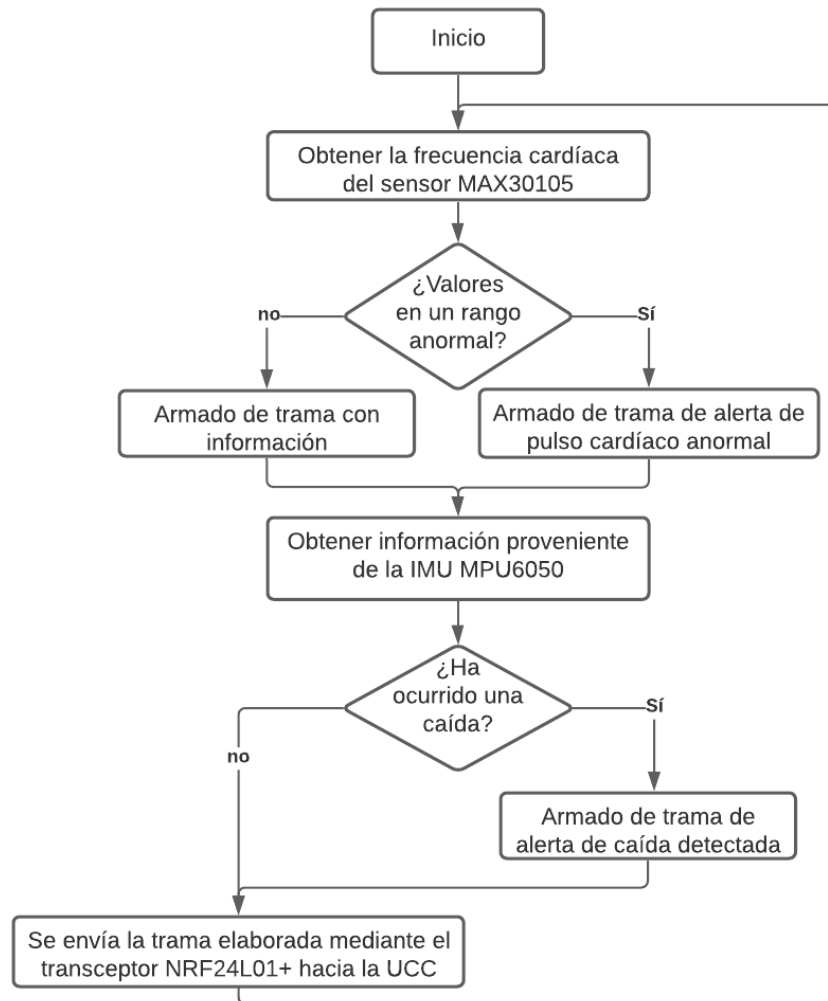 Inicio
Obtener la frecuencia cardíaca
del sensor MAX30105
¿Valores
en un rango
anormal?
no
Sí
Armado de trama con
información
Armado de trama de alerta de
pulso cardíaco anormal
Obtener información proveniente
de la IMU MPU6050
¿Ha
ocurrido una
caída?
Sí
no
Armado de trama de
alerta de caída detectada
Se envía la trama elaborada mediante el
transceptor NRF24L01+ hacia la UCC